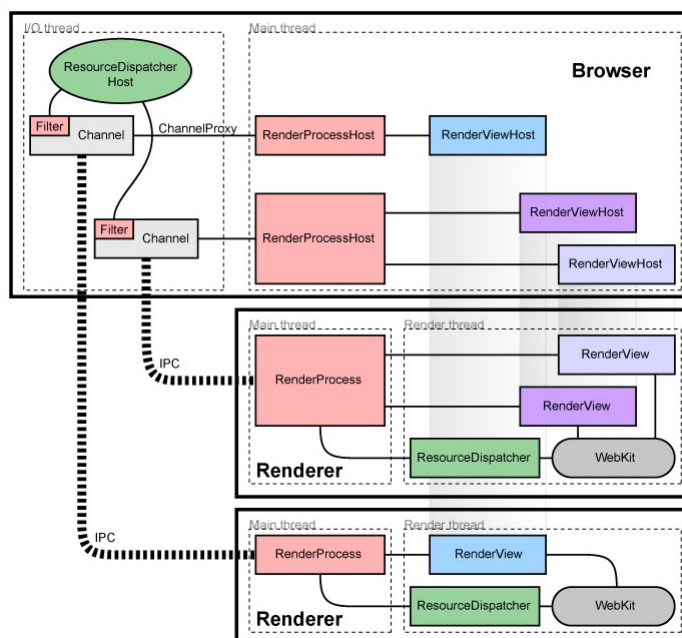 I/O thread
Main thread
ResourceDispatcher
Host
Browser
Filter
Channel
ChannelProxy
RenderProcessHost
RenderViewHost
Filter
Channel
RenderProcessHost
RenderViewHost
RenderViewHost
Main thread
Render thread
IPC
RenderProcess
RenderView
RenderView
Renderer
ResourceDispatcher
WebKit
Main thread
Render thread
IPC
RenderProcess
RenderView
Renderer
ResourceDispatcher
WebKit